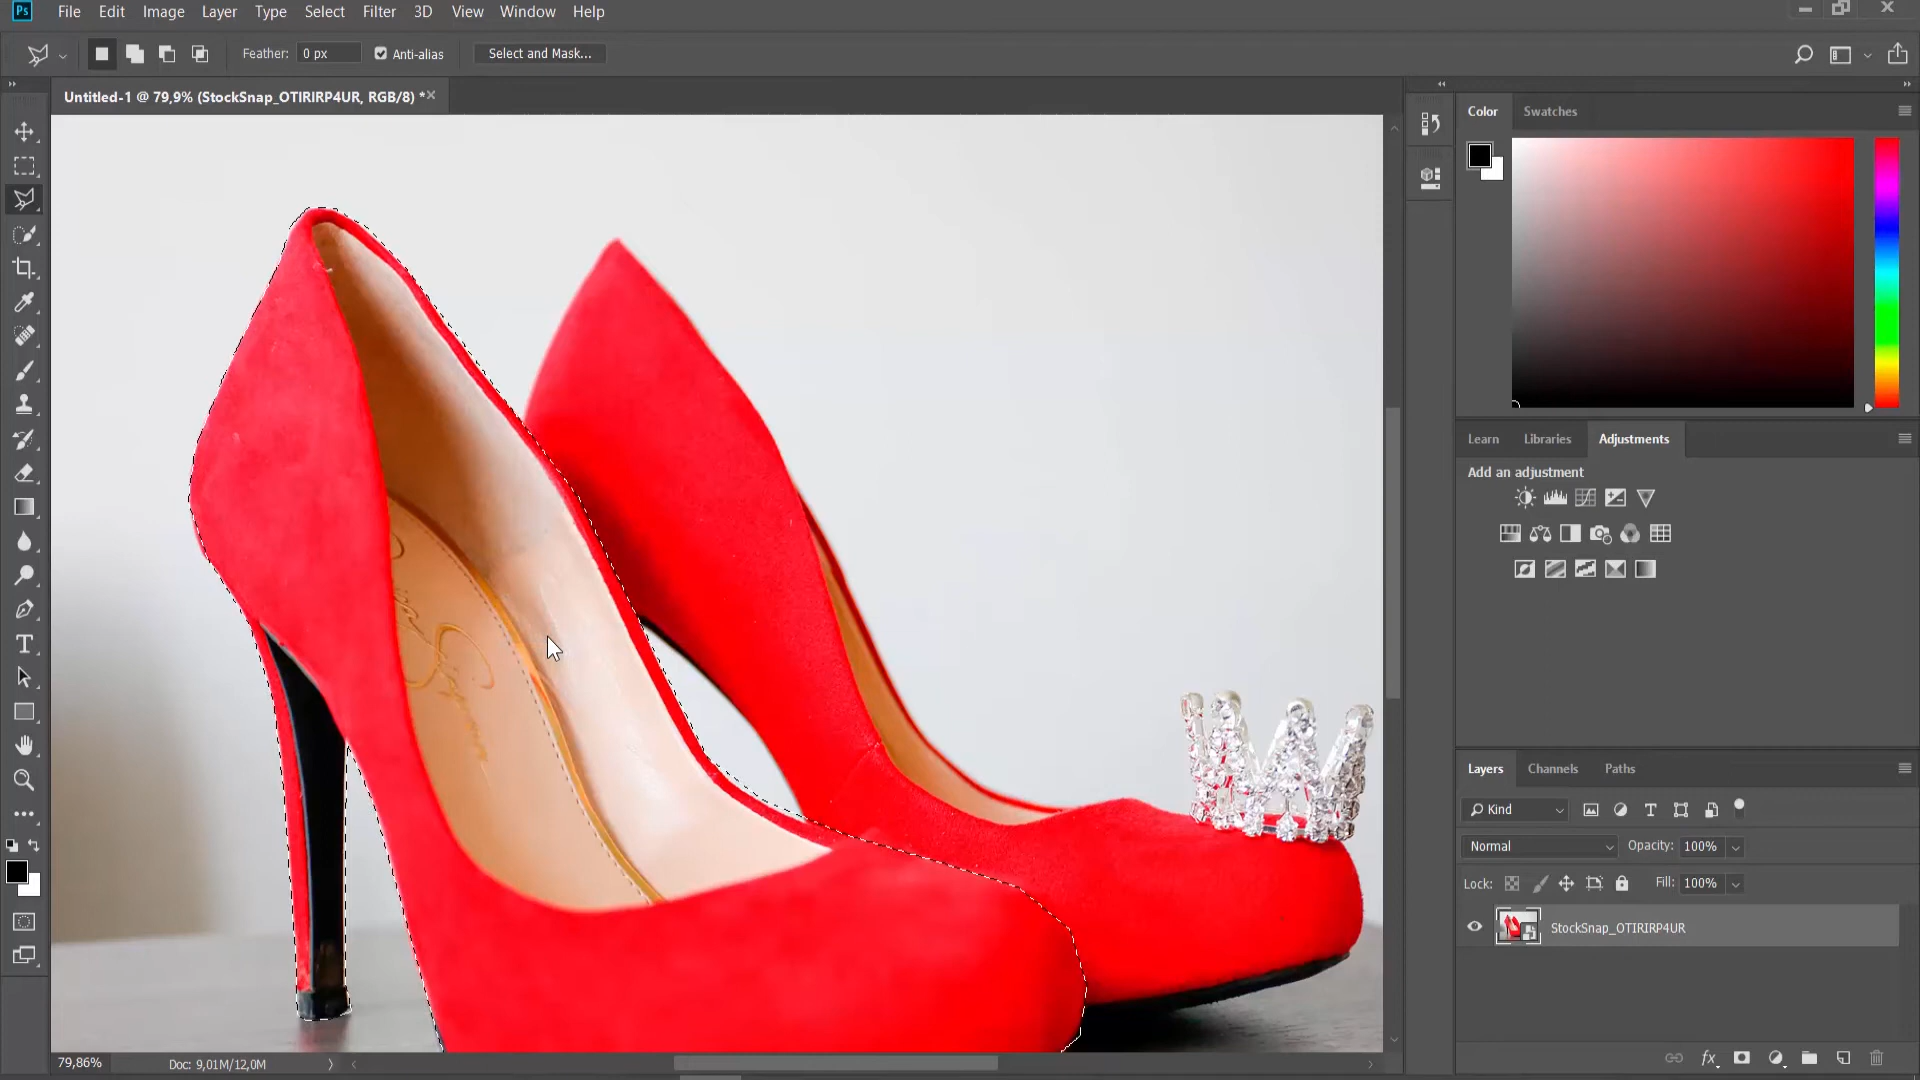 Ps File Edit Image Layer Type Select Filter 3D View Window Help
Feather: 0 px Anti-alias Select and Mask...
Untitled-1 @ 79,9% (StockSnap_OTIRIRP4UR, RGB/8) *
Color Swatches
Learn Libraries Adjustments
Add an adjustment
Layers Channels Paths
Kind
Normal Opacity: 100%
Lock: Fill: 100%
StockSnap_OTIRIRP4UR
79,86% Doc: 9,01M/12,0M